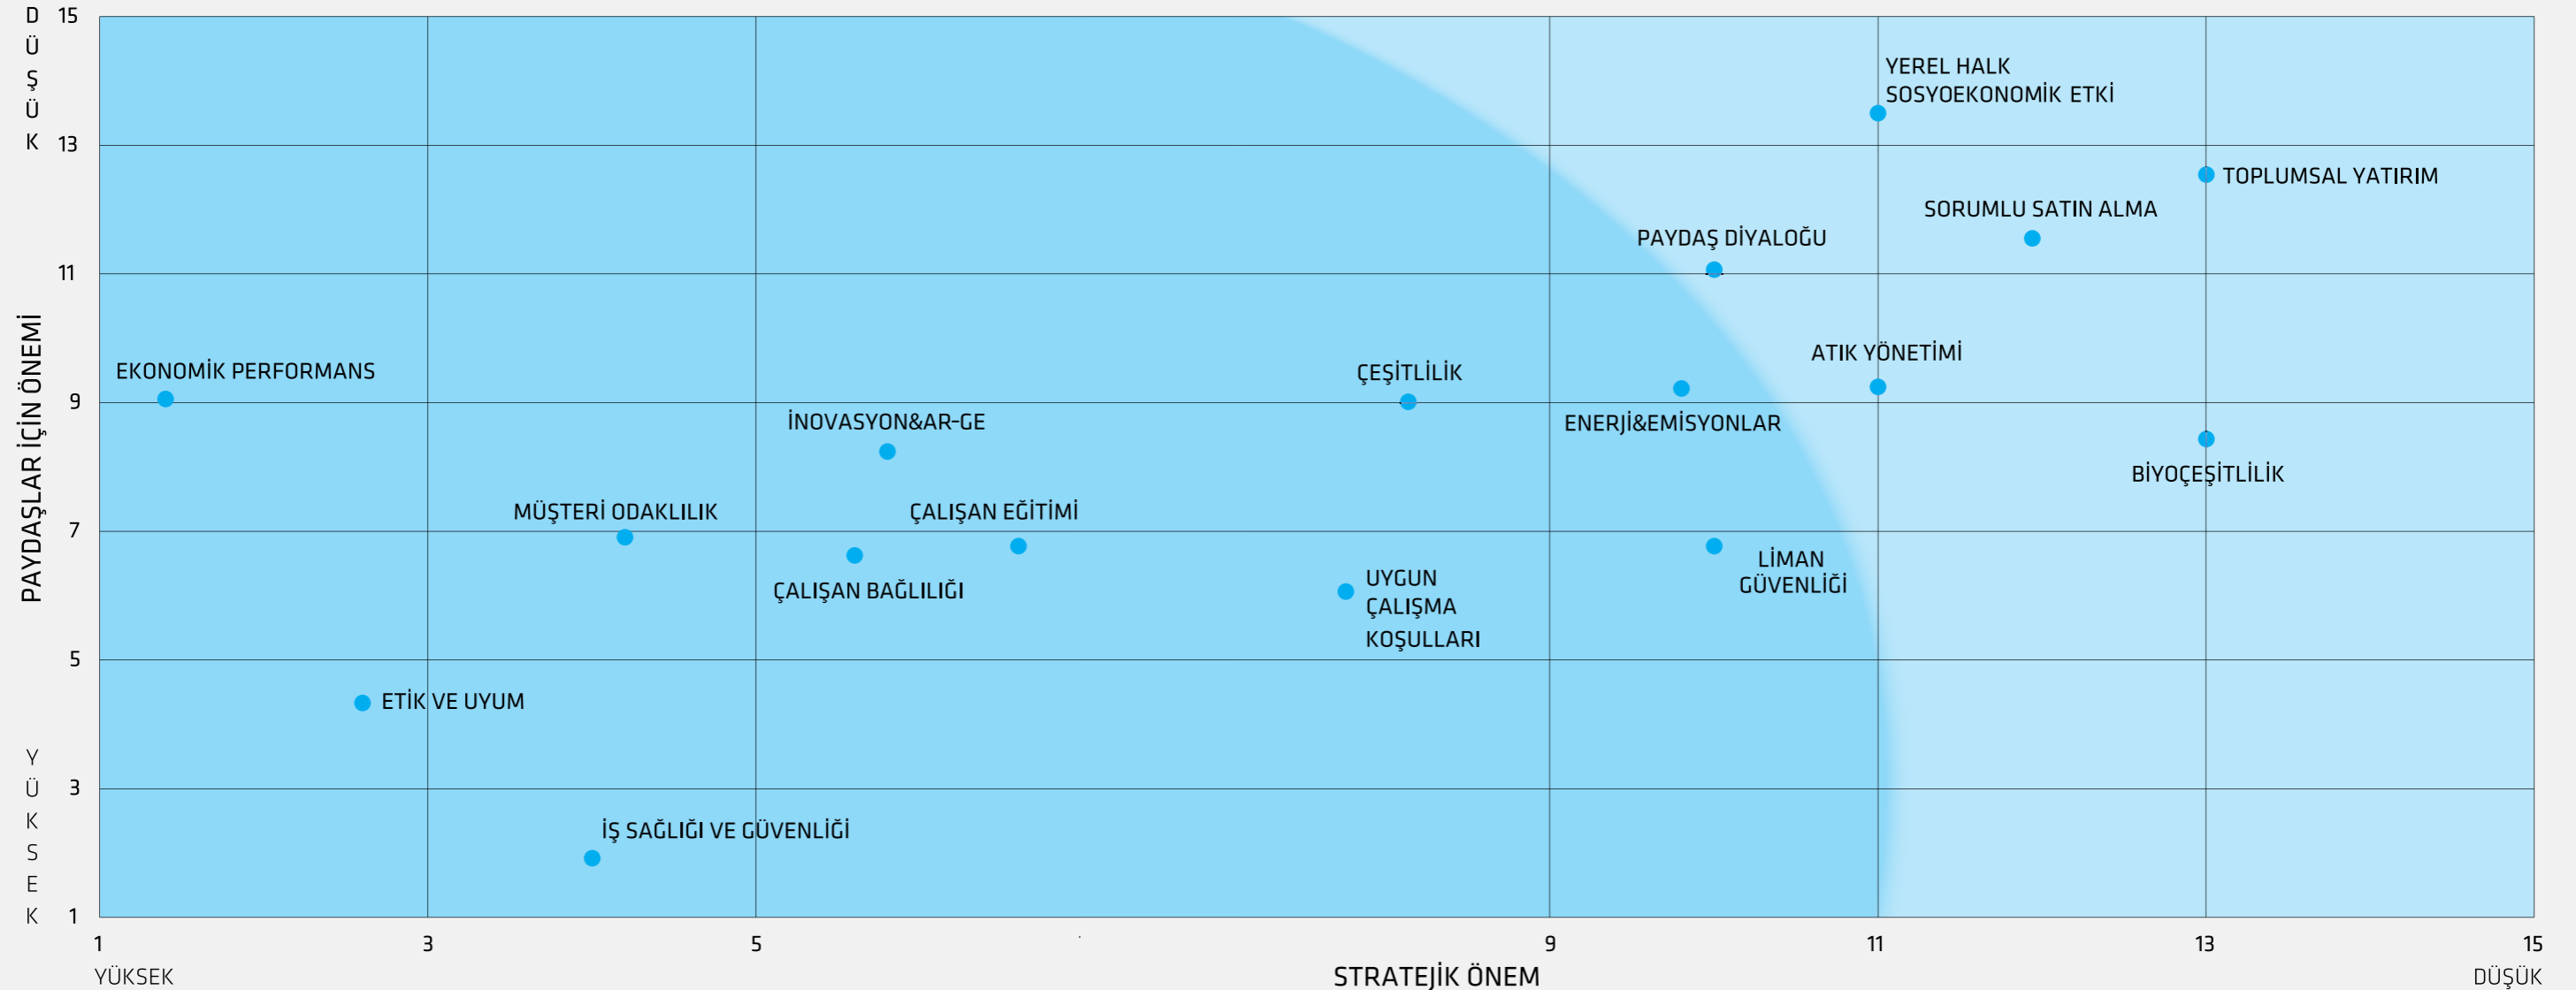 DÜŞÜK
15
13
11
9
7
5
3
1
PAYDAŞLAR İÇİN ÖNEMİ
YÜKSEK
YEREL HALK
SOSYOEKONOMİK ETKİ
TOPLUMSAL YATIRIM
SORUMLU SATIN ALMA
PAYDAŞ DİYALOĞU
ATIK YÖNETİMİ
EKONOMİK PERFORMANS
ÇEŞİTLİLİK
İNOVASYON&AR-GE
ENERJİ&EMİSYONLAR
BİYOÇEŞİTLİLİK
MÜŞTERİ ODAKLILIK
ÇALIŞAN EĞİTİMİ
ÇALIŞAN BAĞLILIĞI
UYGUN
ÇALIŞMA
KOŞULLARI
LİMAN
GÜVENLİĞİ
ETİK VE UYUM
İŞ SAĞLIĞI VE GÜVENLİĞİ
1 3 5 9 11 13 15
YÜKSEK
STRATEJİK ÖNEM
DÜŞÜK